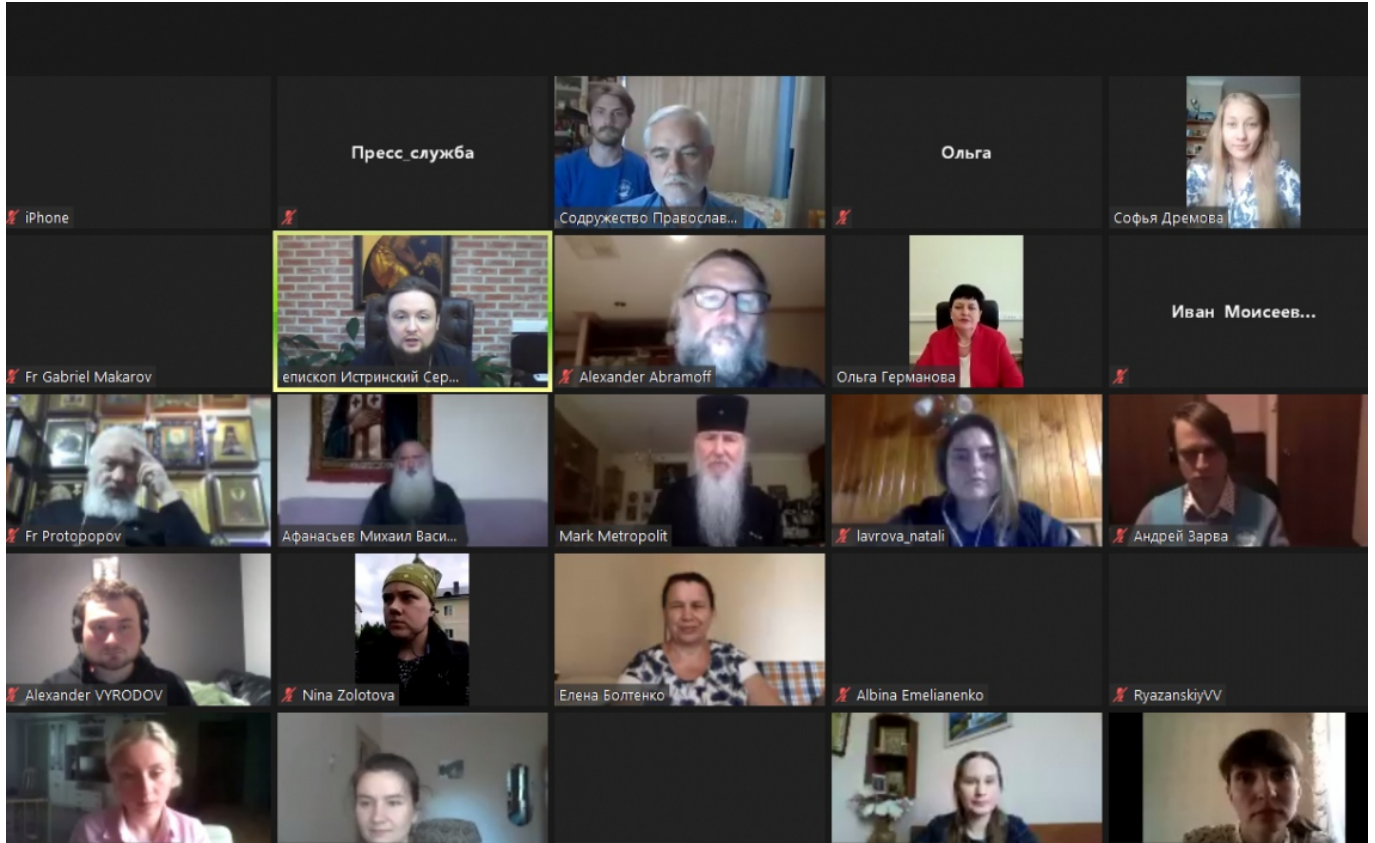 iPhone
Пресс_служба
Содружество Православ...
Ольга
Софья Дремова
Fr Gabriel Makarov
епископ Истринский Сер...
Alexander Abramoff
Ольга Германова
Иван Моисеев...
Fr Protopopov
Афанасьев Михаил Васи...
Mark Metropolit
lavrova_natali
Андрей Зарва
Alexander VYRODOV
Nina Zolotova
Елена Болтенко
Albina Emelianenko
RyazanskiyVV